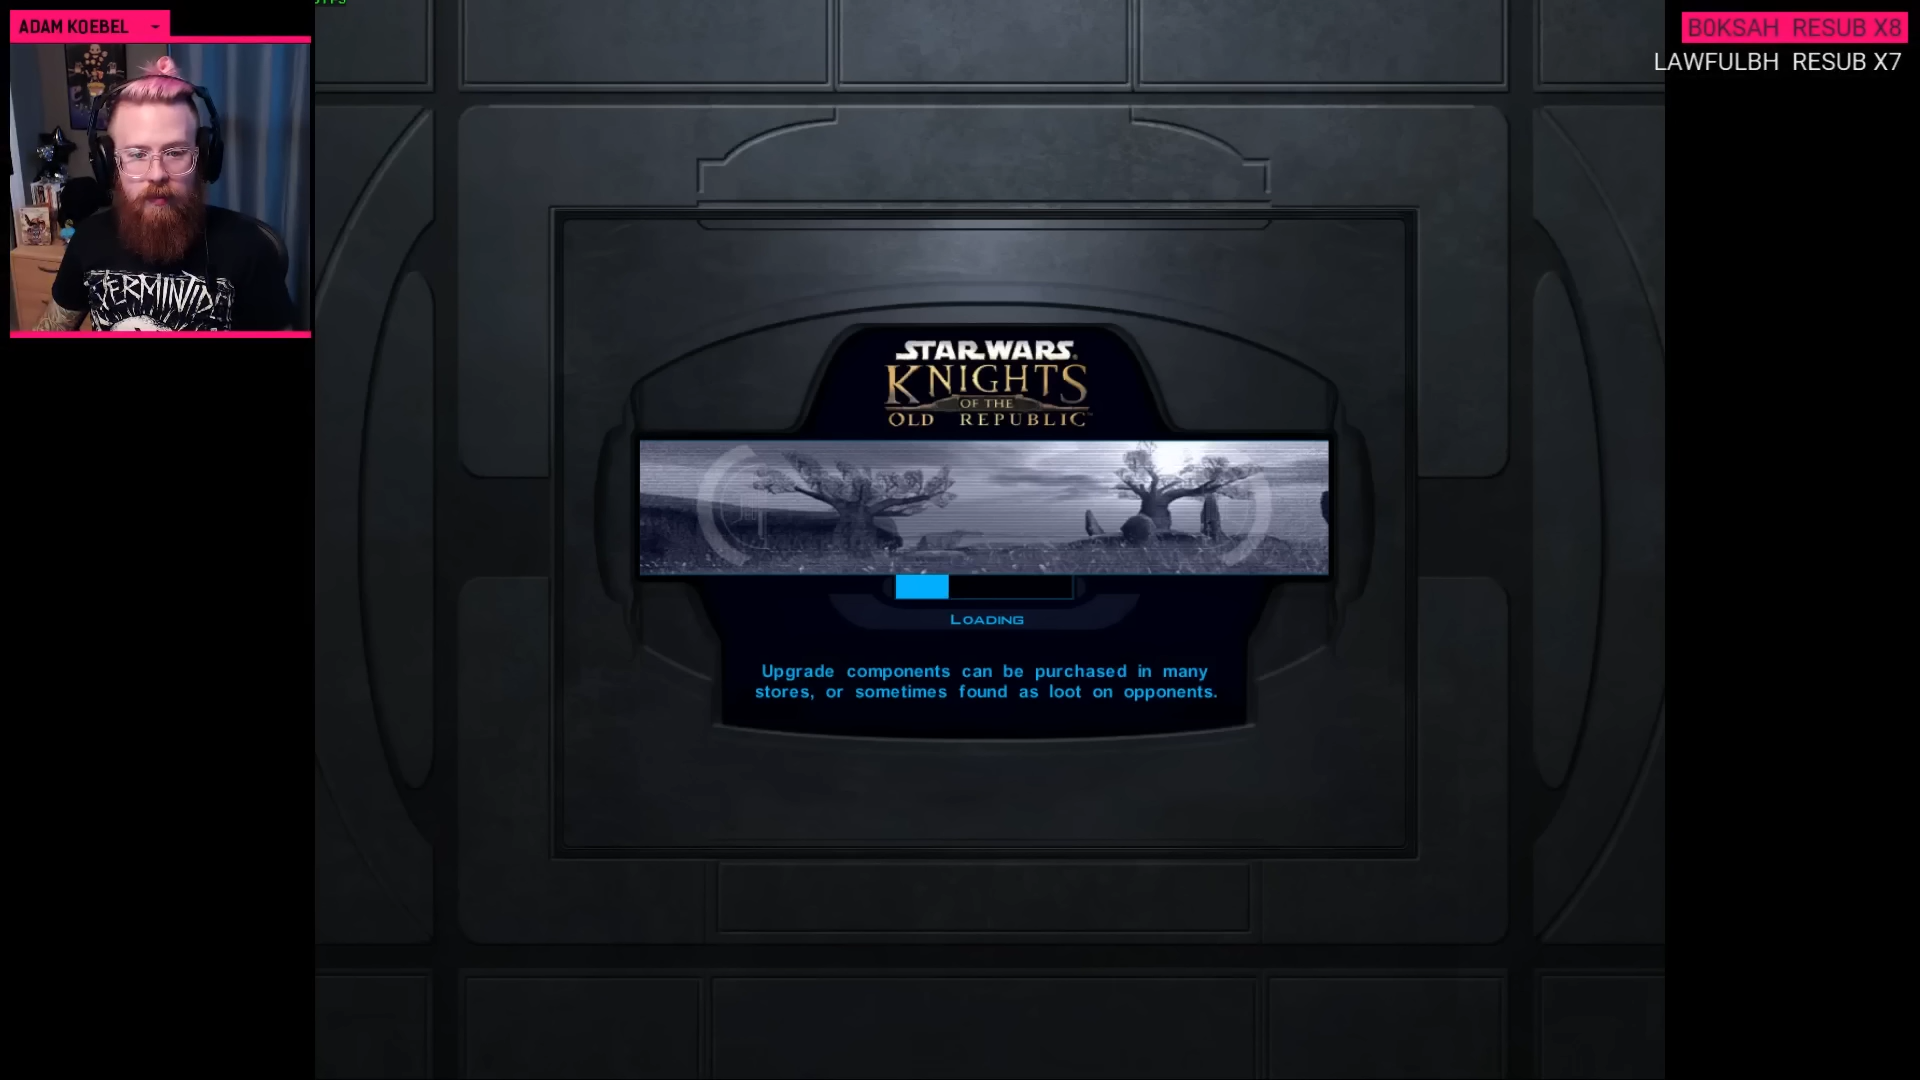 ADAM KOEBEL
B0KSAH RESUB X8
LAWFULBH RESUB X7
STAR WARS
KNIGHTS
OF THE
OLD REPUBLIC™
LOADING
Upgrade components can be purchased in many
stores, or sometimes found as loot on opponents.